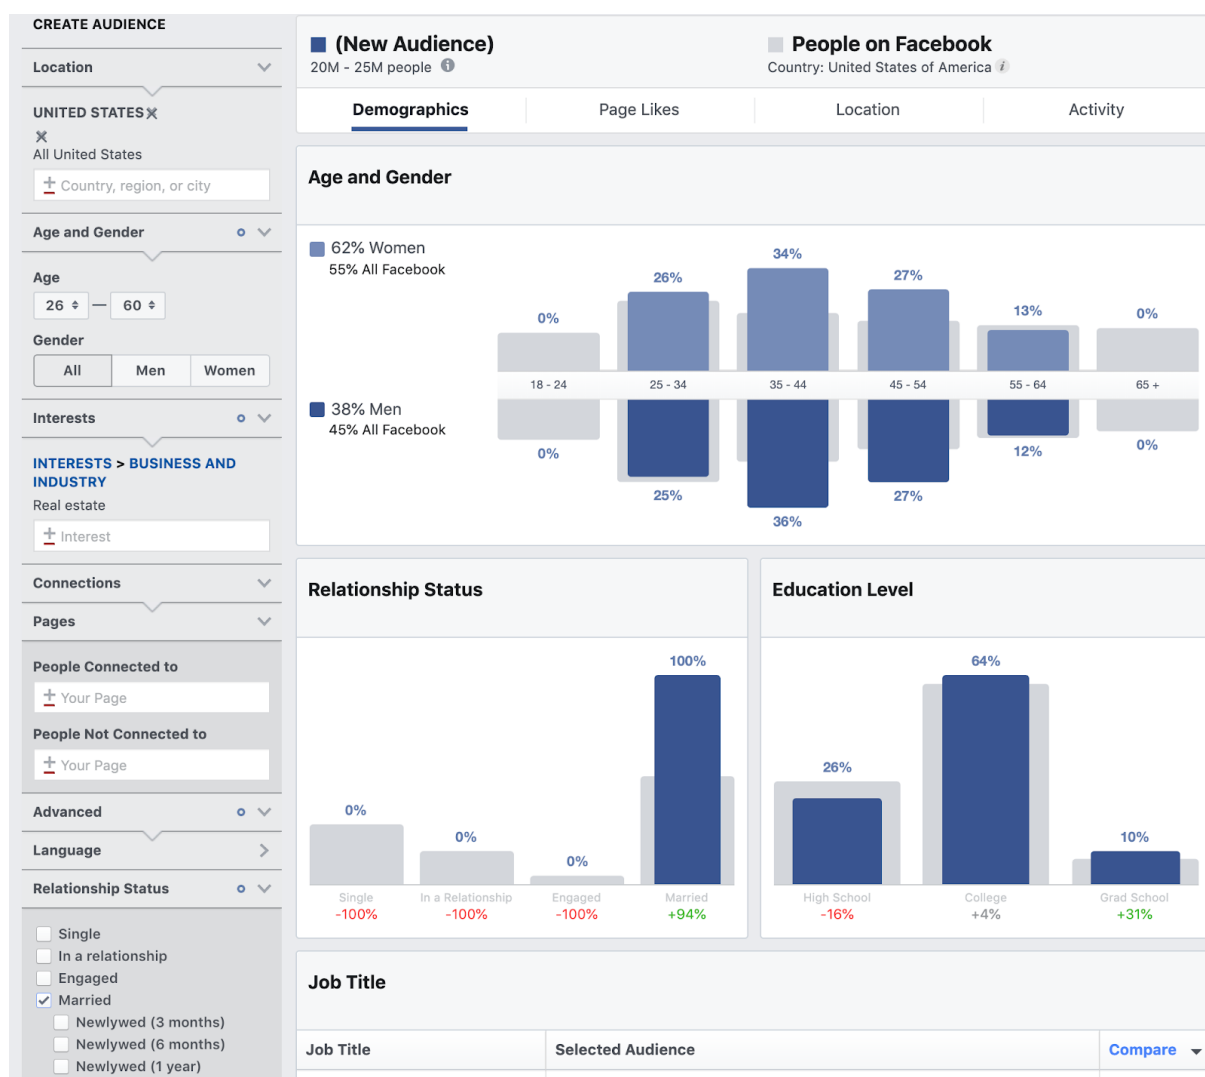 CREATE AUDIENCE
Location
UNITED STATES
All United States
Country, region, or city
Age and Gender
Age
26 — 60
Gender
All Men Women
Interests
INTERESTS > BUSINESS AND
INDUSTRY
Real estate
Interest
Connections
Pages
People Connected to
Your Page
People Not Connected to
Your Page
Advanced
Language
Relationship Status
Single
In a relationship
Engaged
Married
Newlywed (3 months)
Newlywed (6 months)
Newlywed (1 year)
(New Audience)
20M - 25M people
People on Facebook
Country: United States of America
Demographics Page Likes Location Activity
Age and Gender
62% Women
55% All Facebook
0% 26% 34% 27% 13% 0%
18 - 24 25 - 34 35 - 44 45 - 54 55 - 64 65 +
38% Men
45% All Facebook
0% 25% 36% 27% 12% 0%
Relationship Status
0% 0% 0% 100%
Single In a Relationship Engaged Married
-100% -100% -100% +94%
Education Level
26% 64% 10%
High School College Grad School
-16% +4% +31%
Job Title
Job Title Selected Audience Compare